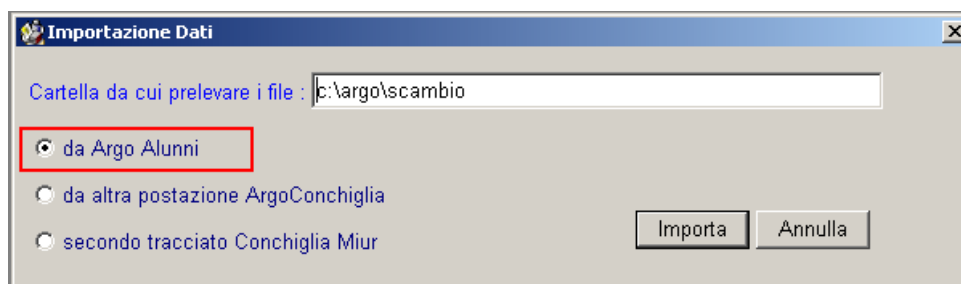 Importazione Dati
Cartella da cui prelevare i file : c:\argo\scambio
da Argo Alunni
da altra postazione ArgoConchiglia
secondo tracciato Conchiglia Miur
Importa Annulla